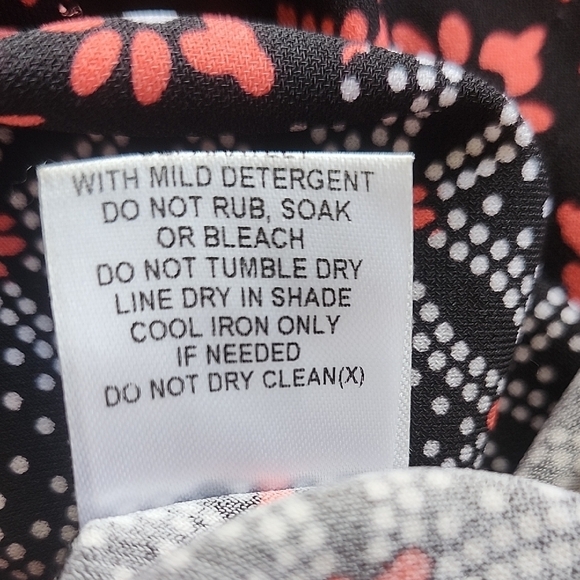 WITH MILD DETERGENT
DO NOT RUB, SOAK
OR BLEACH
DO NOT TUMBLE DRY
LINE DRY IN SHADE
COOL IRON ONLY
IF NEEDED
DO NOT DRY CLEAN(X)